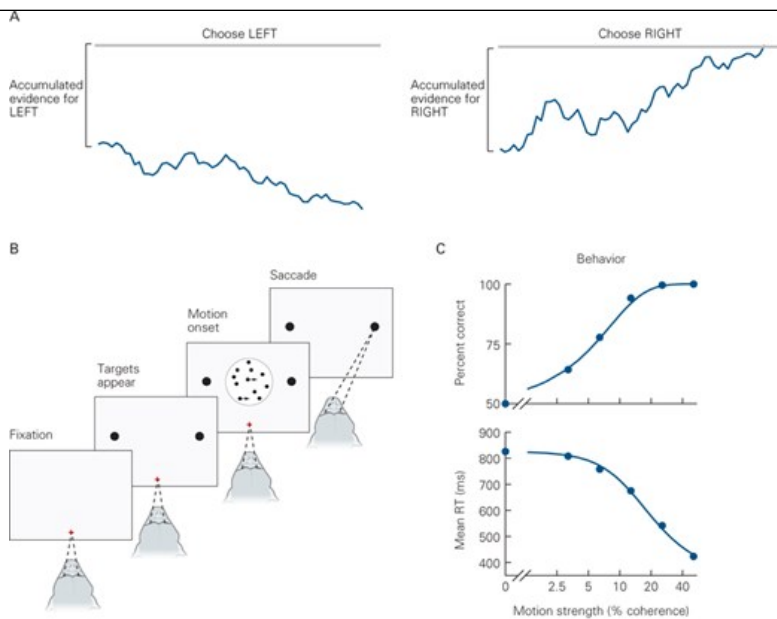 A
Choose LEFT
Accumulated
evidence for
LEFT
Choose RIGHT
Accumulated
evidence for
RIGHT
B
Saccade
Motion
onset
Targets
appear
Fixation
C
Behavior
Percent correct
100
75
50
Mean RT (ms)
900
800
700
600
500
400
0
2.5
5
10
20
40
Motion strength (% coherence)